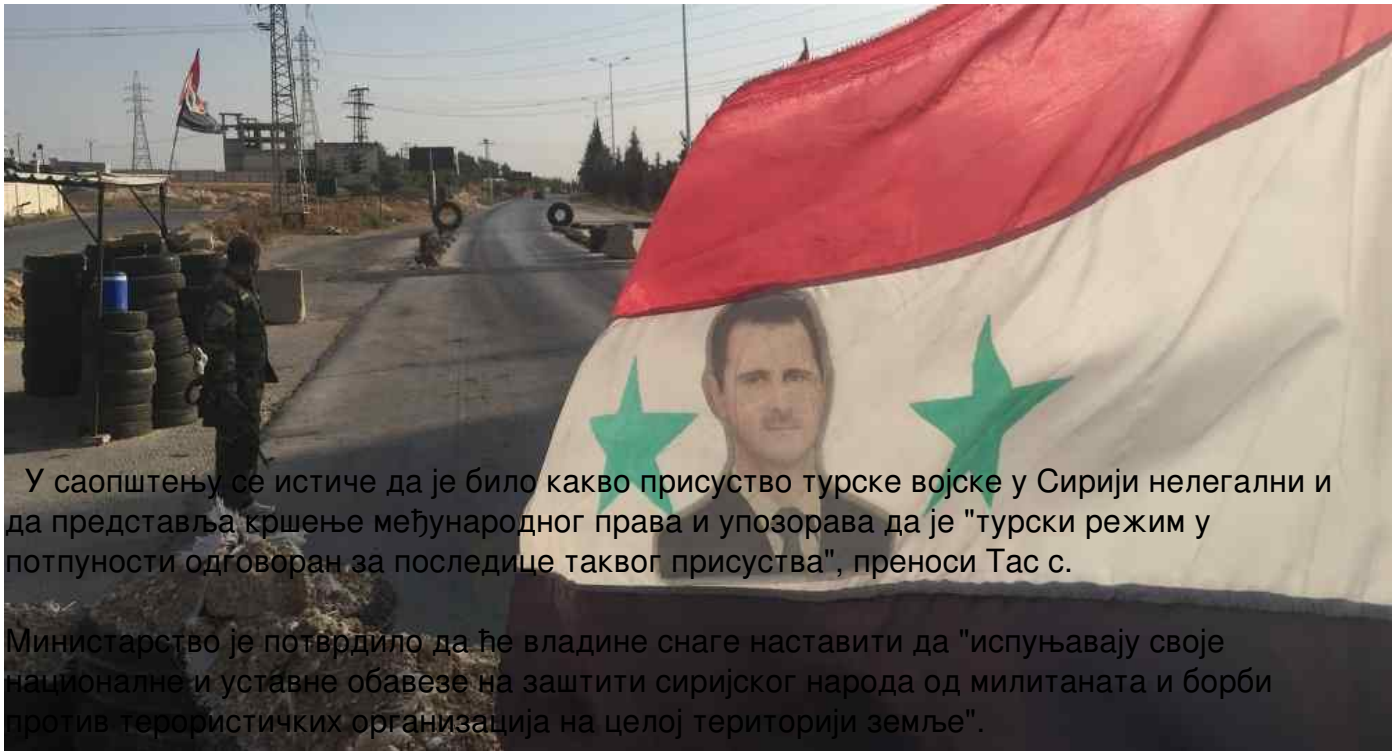 У саопштењу се истиче да је било какво присуство турске војске у Сирији нелегални и
да представља кршење међународног права и упозорава да је "турски режим у
потпуности одговоран за последице таквог присуства", преноси Тас с.
Министарство је потврдило да ће владине снаге наставити да "испуњавају своје
националне и уставне обавезе на заштити сиријског народа од милитаната и борби
против терористичких организација на целој територији земље".